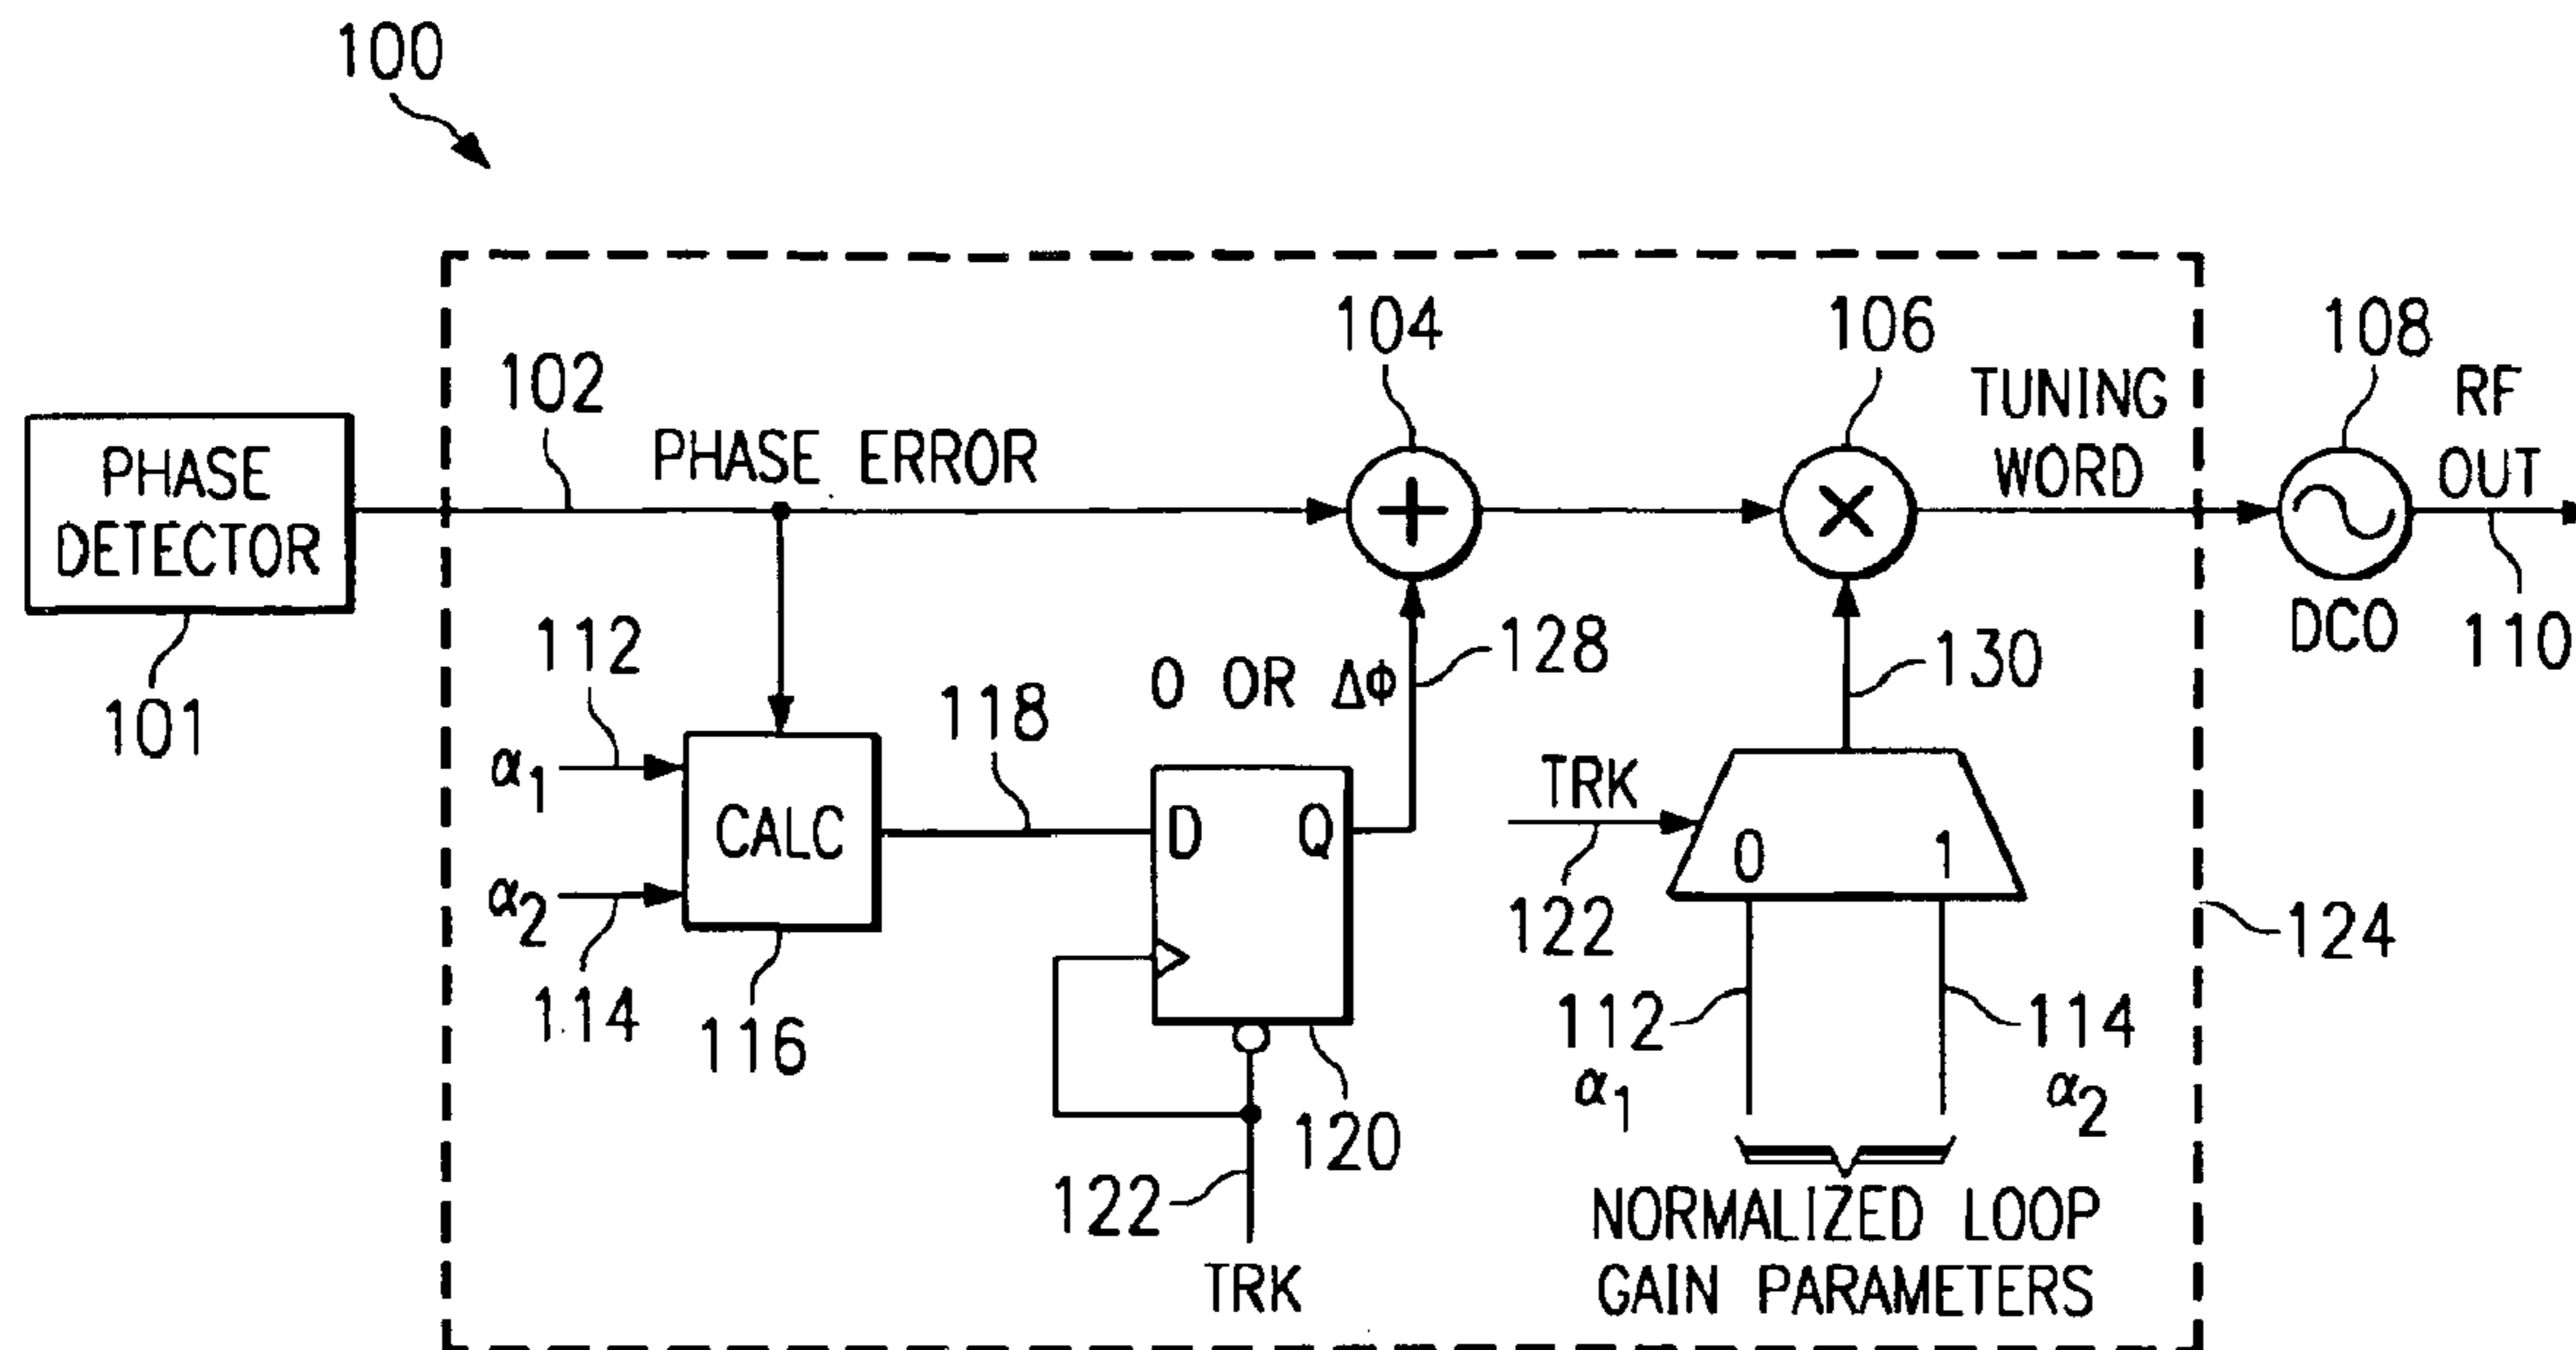 100
104
106
108
102
TUNING
WORD
RF
OUT
PHASE ERROR
PHASE
DETECTOR
101
DCO
110
112
α1
118
0 OR ΔΦ
128
130
CALC
D
Q
TRK
122
0
1
α2
114
116
112
α1
114
α2
124
120
122
TRK
NORMALIZED LOOP
GAIN PARAMETERS